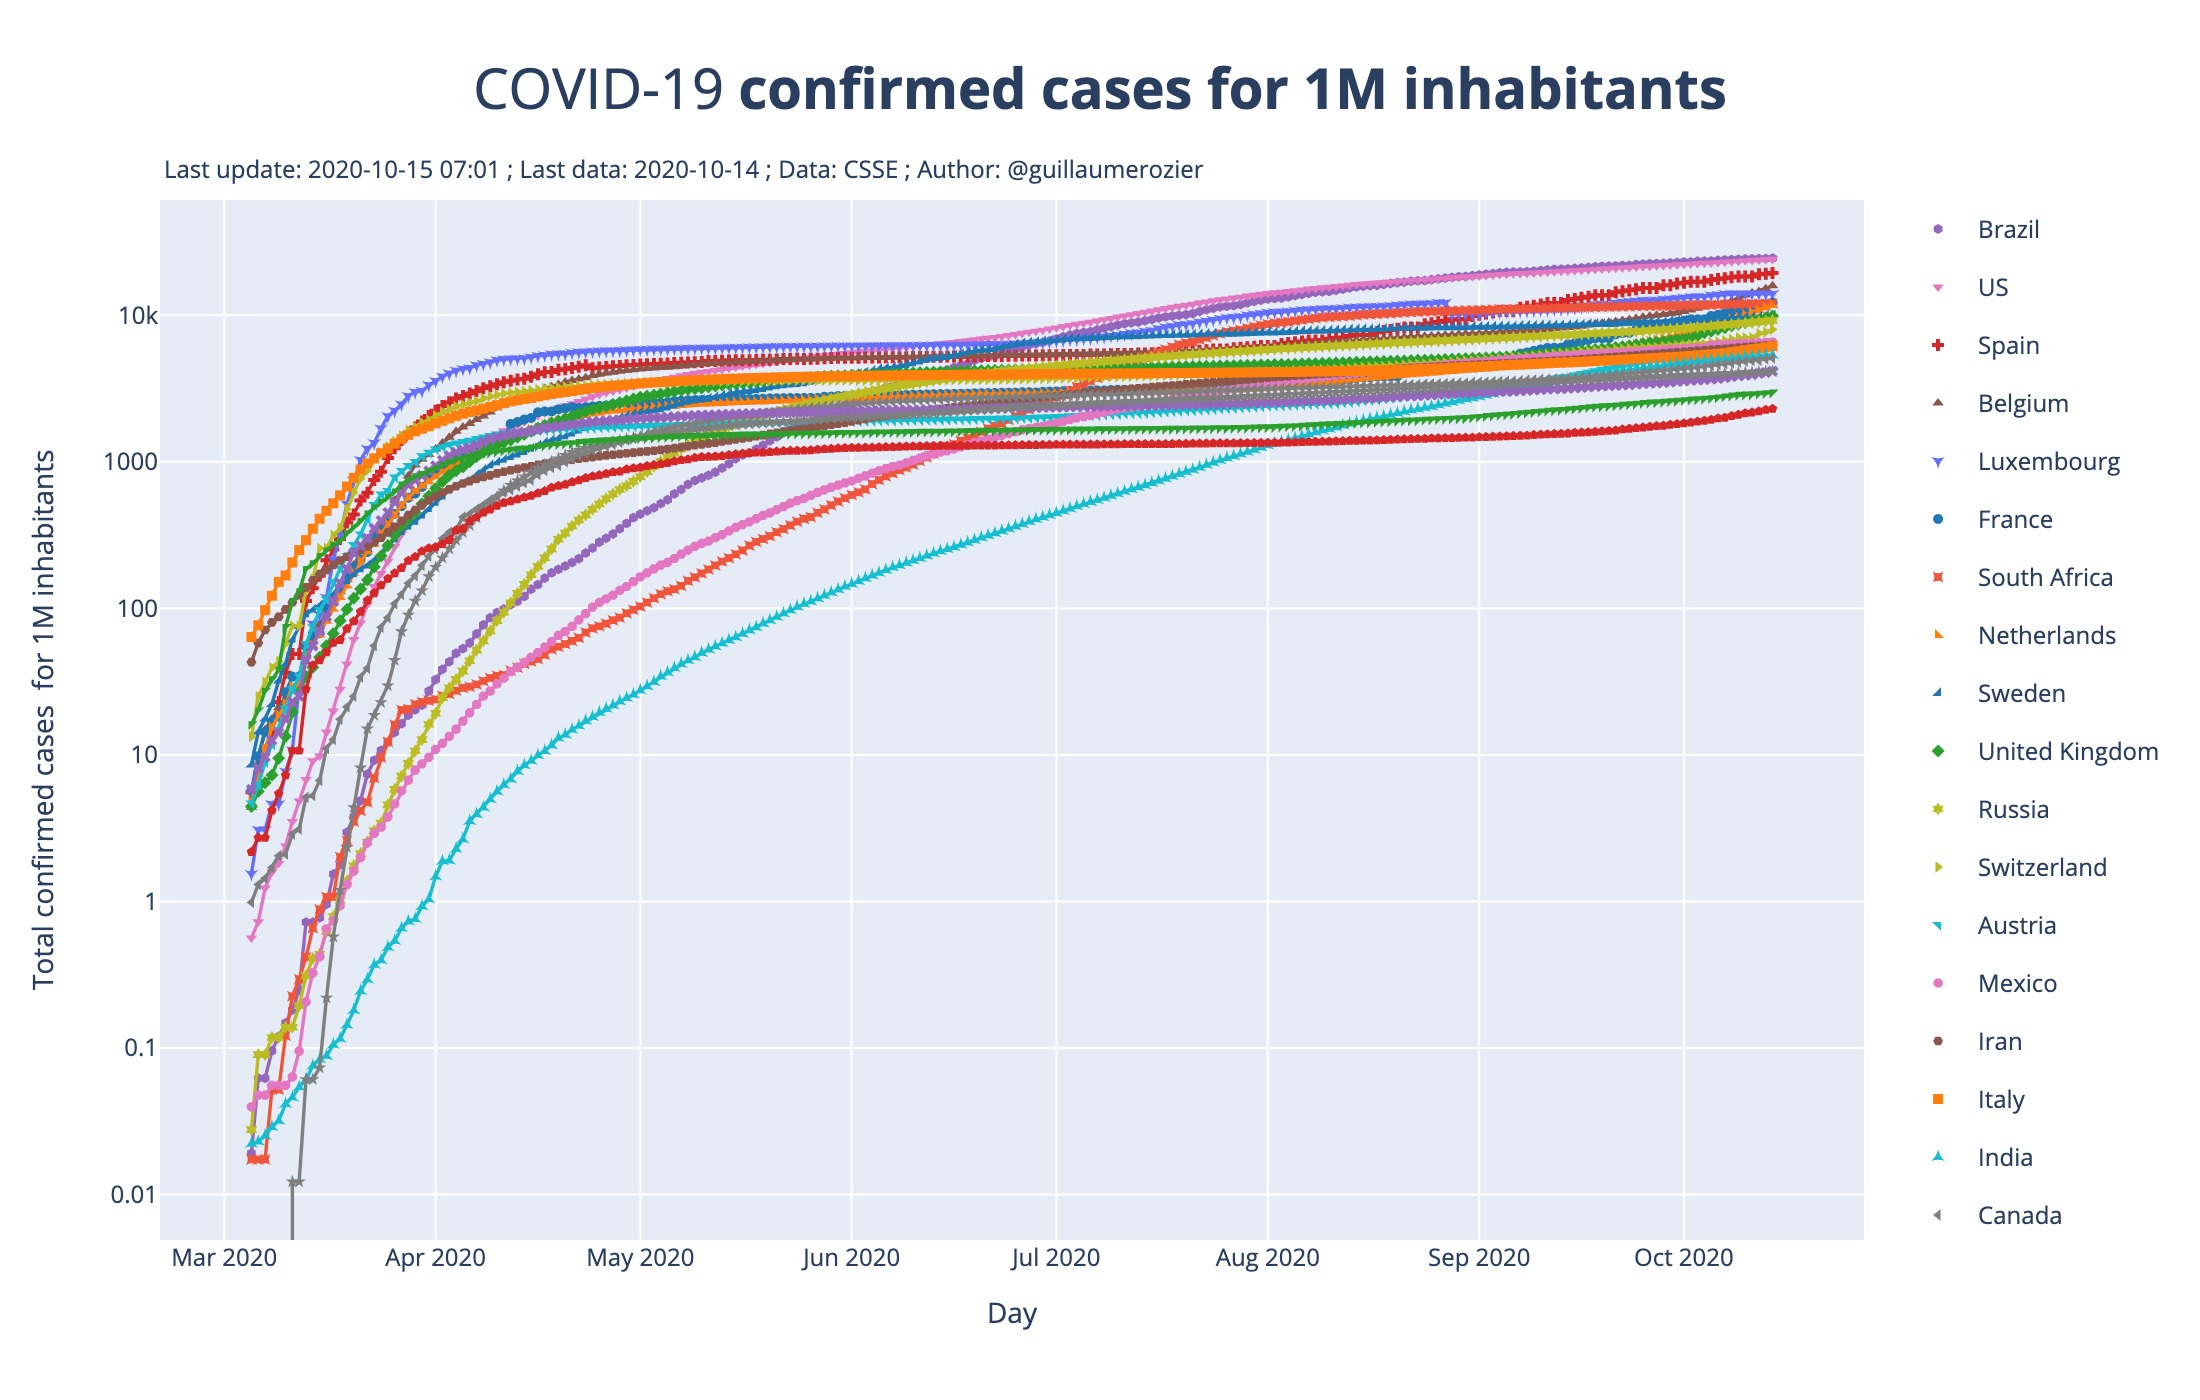 COVID-19 confirmed cases for 1M inhabitants
Last update: 2020-10-15 07:01 ; Last data: 2020-10-14 ; Data: CSSE ; Author: @guillaumerozier
Total confirmed cases for 1M inhabitants
10k
1000
100
10
1
0.1
0.01
Mar 2020
Apr 2020
May 2020
Jun 2020
Jul 2020
Aug 2020
Sep 2020
Oct 2020
Day
Brazil
US
Spain
Belgium
Luxembourg
France
South Africa
Netherlands
Sweden
United Kingdom
Russia
Switzerland
Austria
Mexico
Iran
Italy
India
Canada